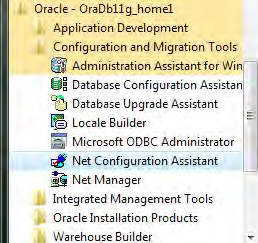 Oracle - OraDb11g_home1
Application Development
Configuration and Migration Tools
Administration Assistant for Win
Database Configuration Assistan
Database Upgrade Assistant
Locale Builder
Microsoft ODBC Administrator
Net Configuration Assistant
Net Manager
Integrated Management Tools
Oracle Installation Products
Warehouse Builder